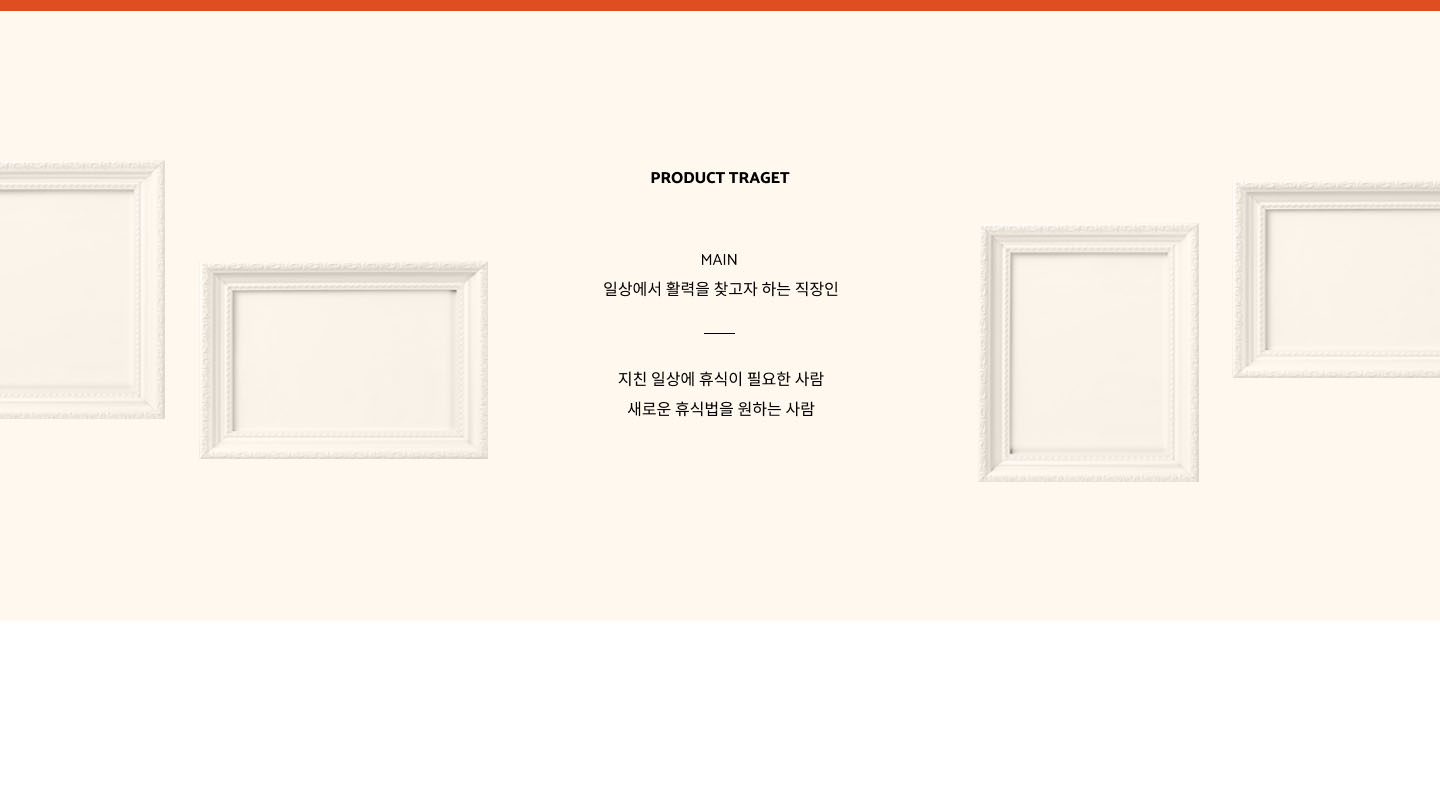 PRODUCT TRAGET
MAIN
일상에서 활력을 찾고자 하는 직장인
지친 일상에 휴식이 필요한 사람
새로운 휴식법을 원하는 사람